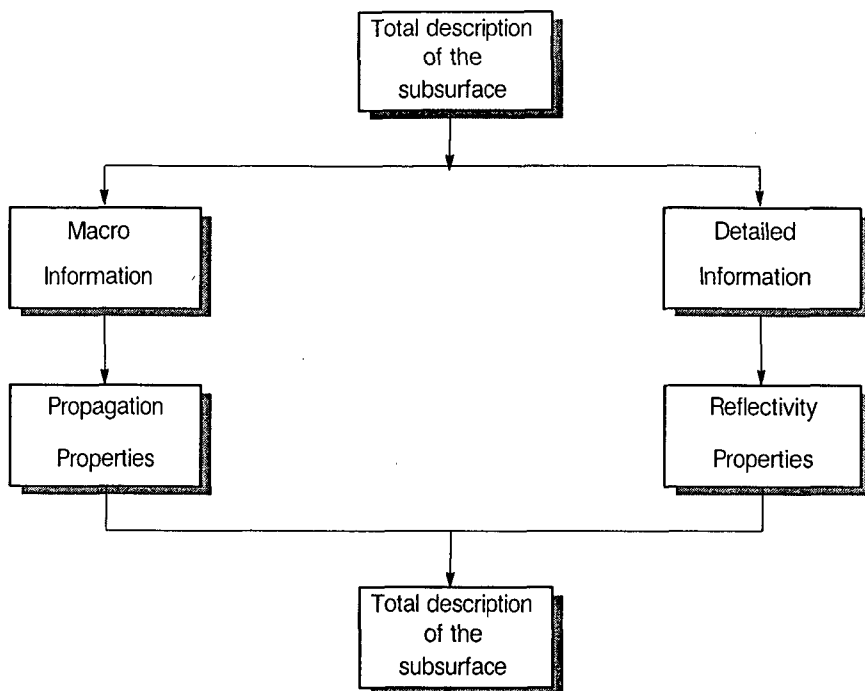 Total description
of the
subsurface
Macro
Information
Detailed
Information
Propagation
Properties
Reflectivity
Properties
Total description
of the
subsurface